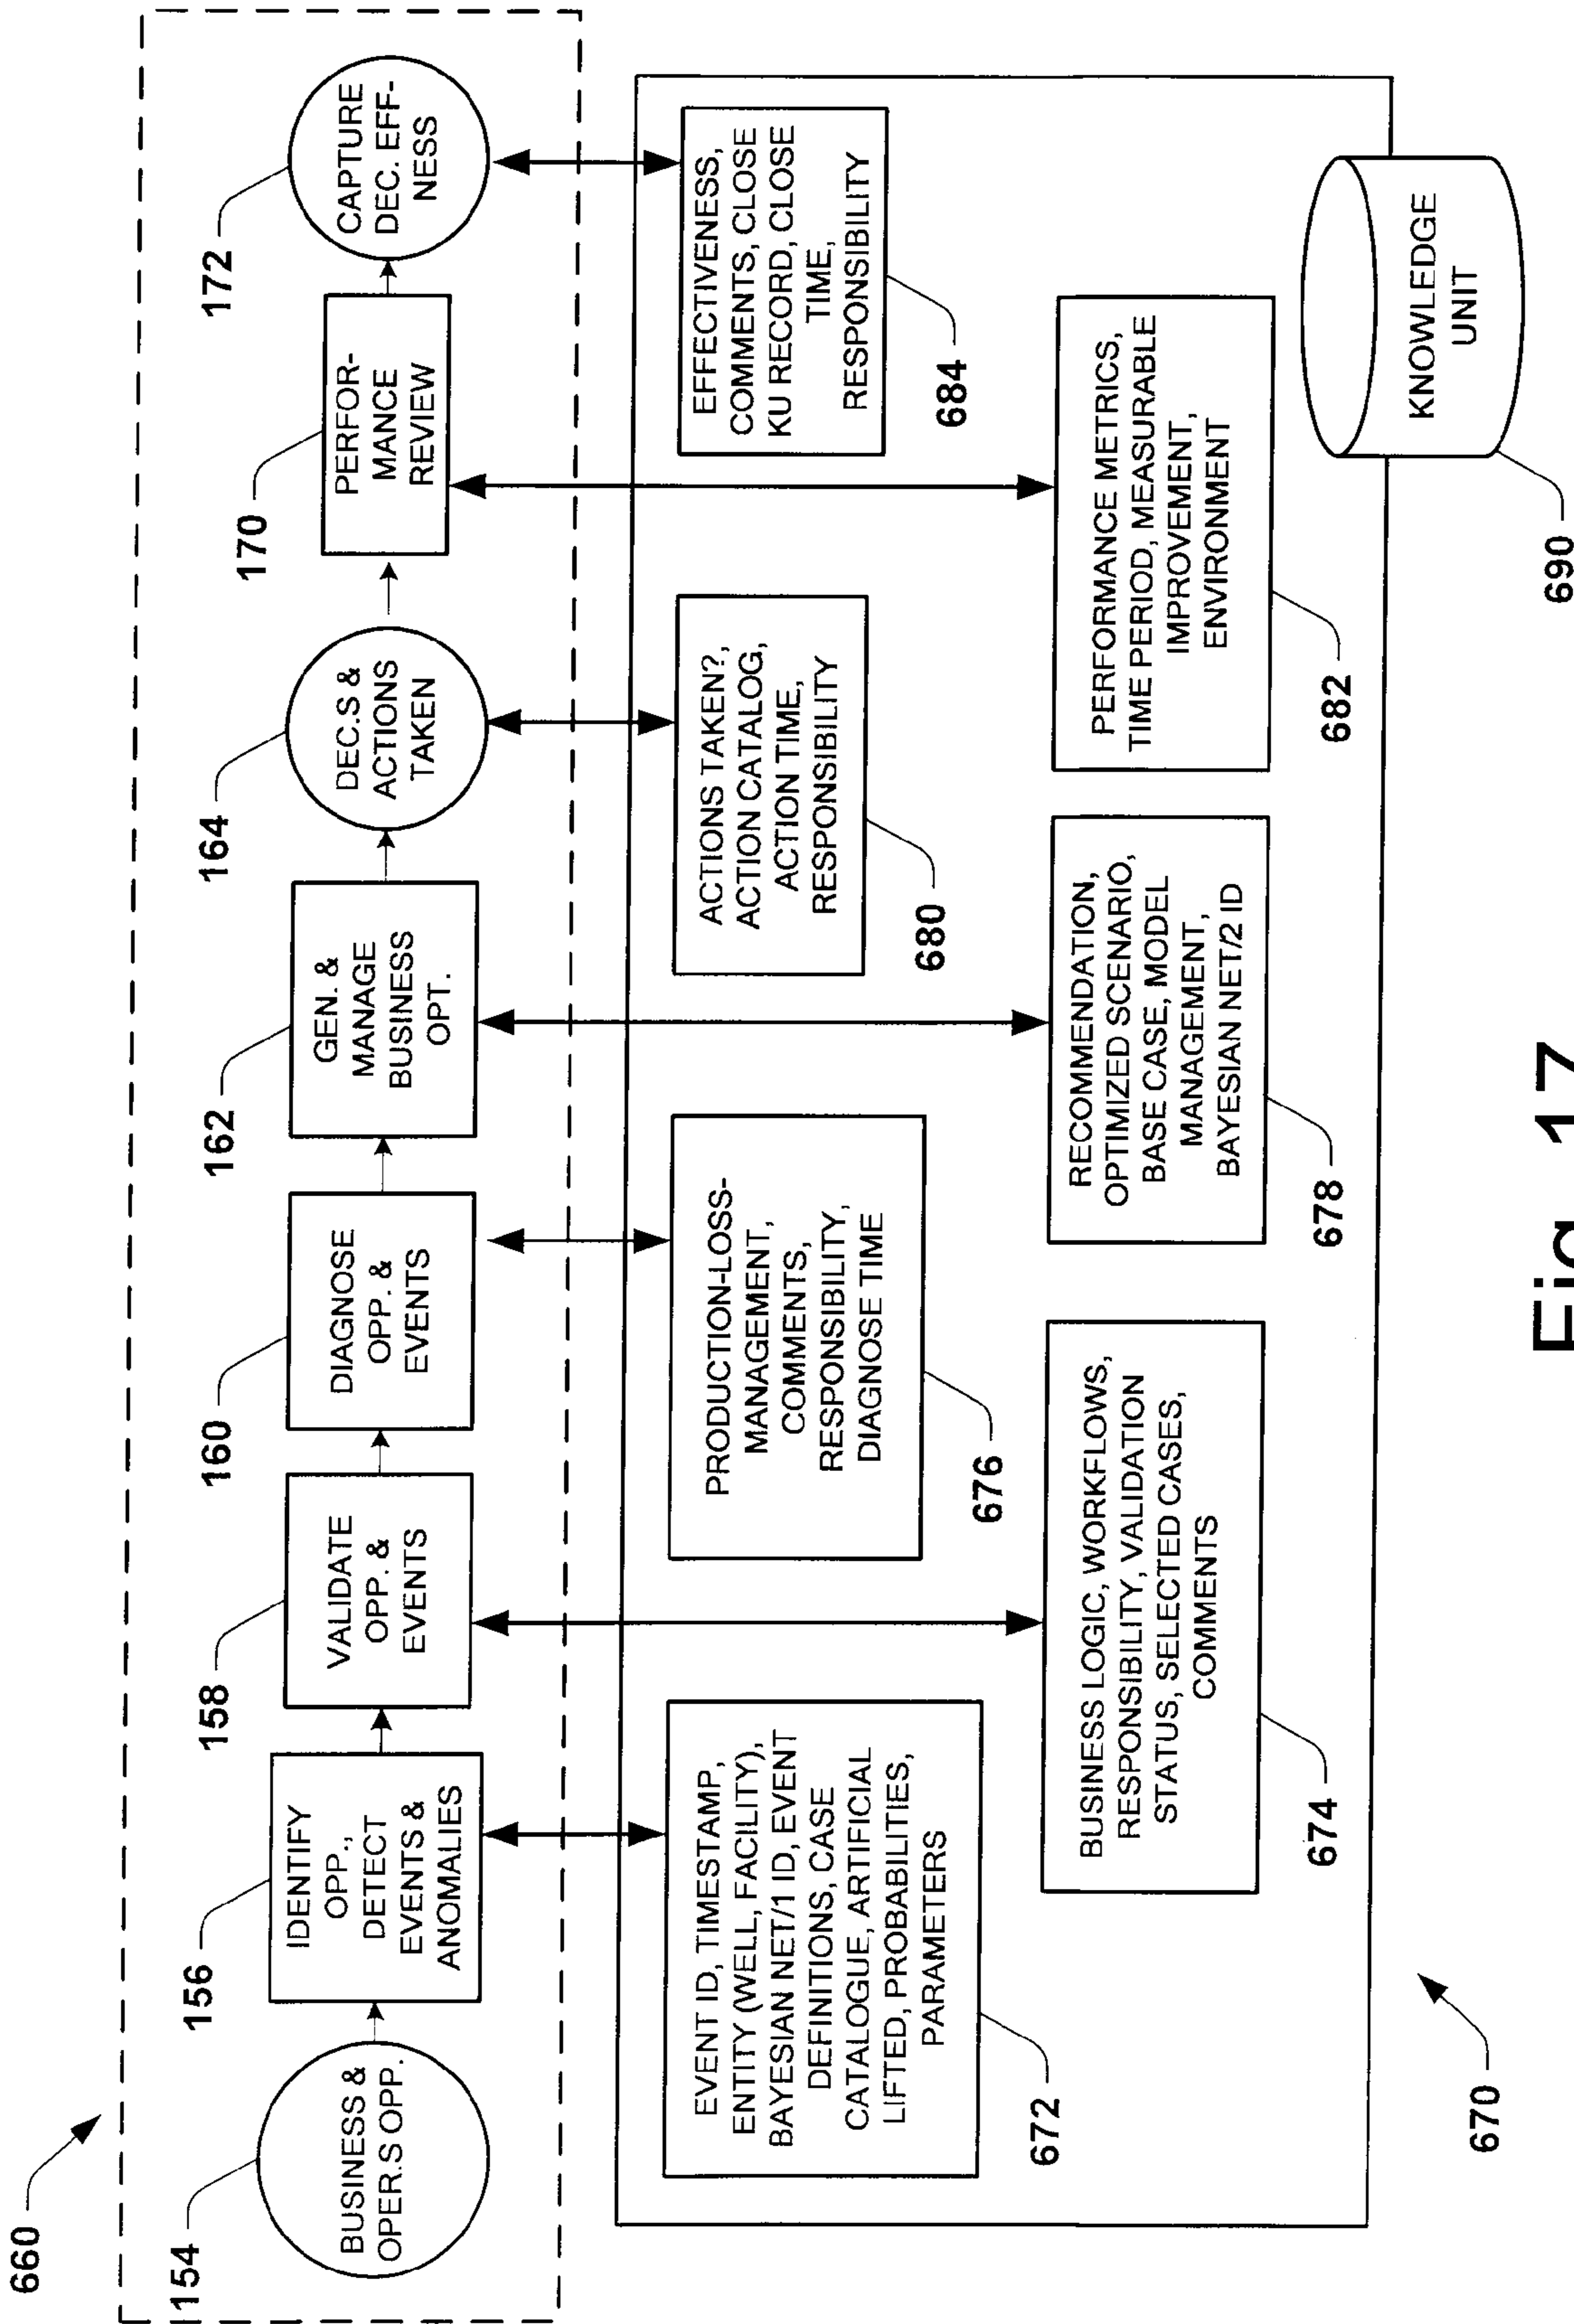 660
154
BUSINESS &
OPER.S OPP.
156
IDENTIFY
OPP.,
DETECT
EVENTS &
ANOMALIES
158
VALIDATE
OPP. &
EVENTS
160
DIAGNOSE
OPP. &
EVENTS
162
GEN. &
MANAGE
BUSINESS
OPT.
164
DEC.S &
ACTIONS
TAKEN
170
PERFOR-
MANCE
REVIEW
172
CAPTURE
DEC. EFF-
NESS
EVENT ID, TIMESTAMP,
ENTITY (WELL, FACILITY),
BAYESIAN NET/1 ID, EVENT
DEFINITIONS, CASE
CATALOGUE, ARTIFICIAL
LIFTED, PROBABILITIES,
PARAMETERS
672
PRODUCTION-LOSS-
MANAGEMENT,
COMMENTS,
RESPONSIBILITY,
DIAGNOSE TIME
676
ACTIONS TAKEN?,
ACTION CATALOG,
ACTION TIME,
RESPONSIBILITY
680
EFFECTIVENESS,
COMMENTS, CLOSE
KU RECORD, CLOSE
TIME,
RESPONSIBILITY
684
BUSINESS LOGIC, WORKFLOWS,
RESPONSIBILITY, VALIDATION
STATUS, SELECTED CASES,
COMMENTS
674
RECOMMENDATION,
OPTIMIZED SCENARIO,
BASE CASE, MODEL
MANAGEMENT,
BAYESIAN NET/2 ID
678
PERFORMANCE METRICS,
TIME PERIOD, MEASURABLE
IMPROVEMENT,
ENVIRONMENT
682
KNOWLEDGE
UNIT
690
670
Fig. 17